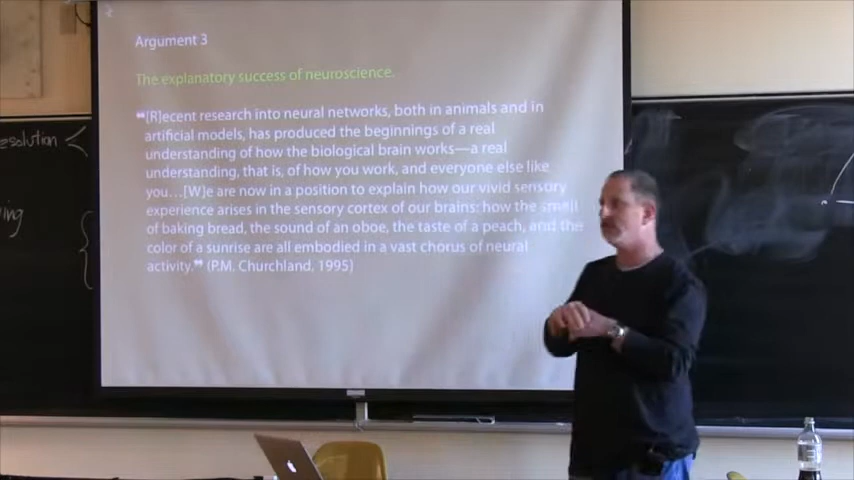 Argument 3
The explanatory success of neuroscience.
“[R]ecent research into neural networks, both in animals and in
artificial models, has produced the beginnings of a real
understanding of how the biological brain works—a real
understanding, that is, of how you work, and everyone else like
you…[W]e are now in a position to explain how our vivid sensory
experience arises in the sensory cortex of our brains: how the smell
of baking bread, the sound of an oboe, the taste of a peach, and the
color of a sunrise are all embodied in a vast chorus of neural
activity.” (P.M. Churchland, 1995)
esolution